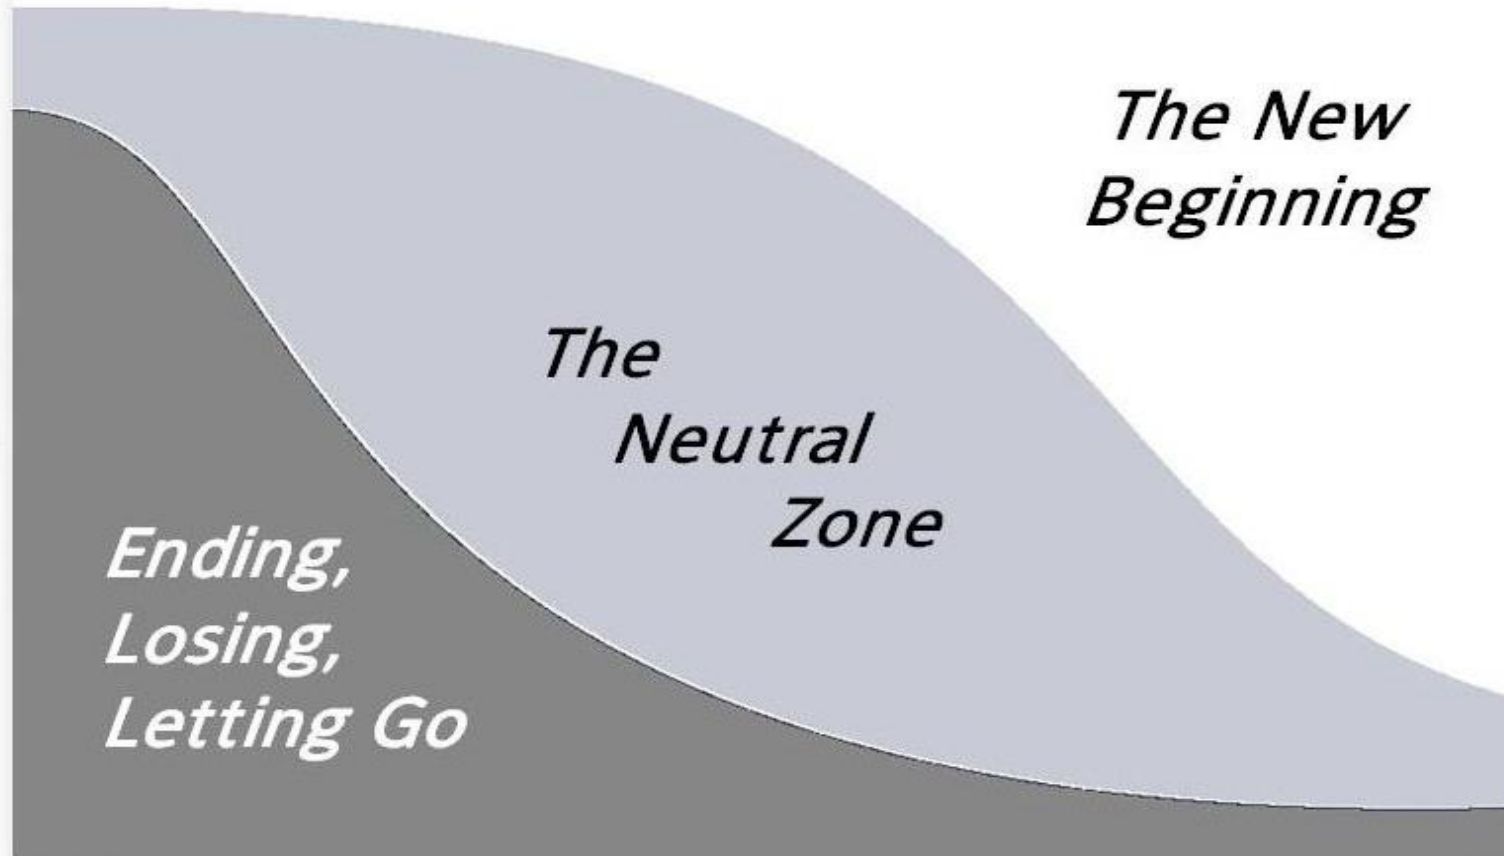 The New
Beginning
The
Neutral
Zone
Ending,
Losing,
Letting Go